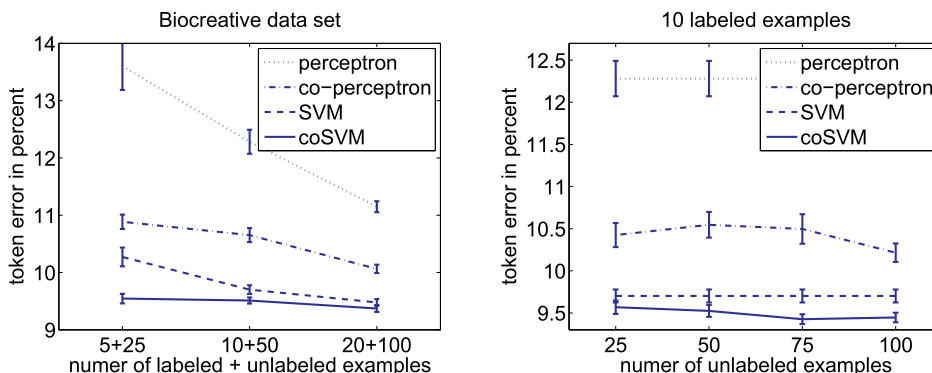 Biocreative data set
token error in percent
14
13
12
11
10
9
perceptron
co-perceptron
SVM
coSVM
5+25
10+50
20+100
numer of labeled + unlabeled examples
10 labeled examples
token error in percent
12.5
12
11.5
11
10.5
10
9.5
perceptron
co-perceptron
SVM
coSVM
25
50
75
100
numer of unlabeled examples